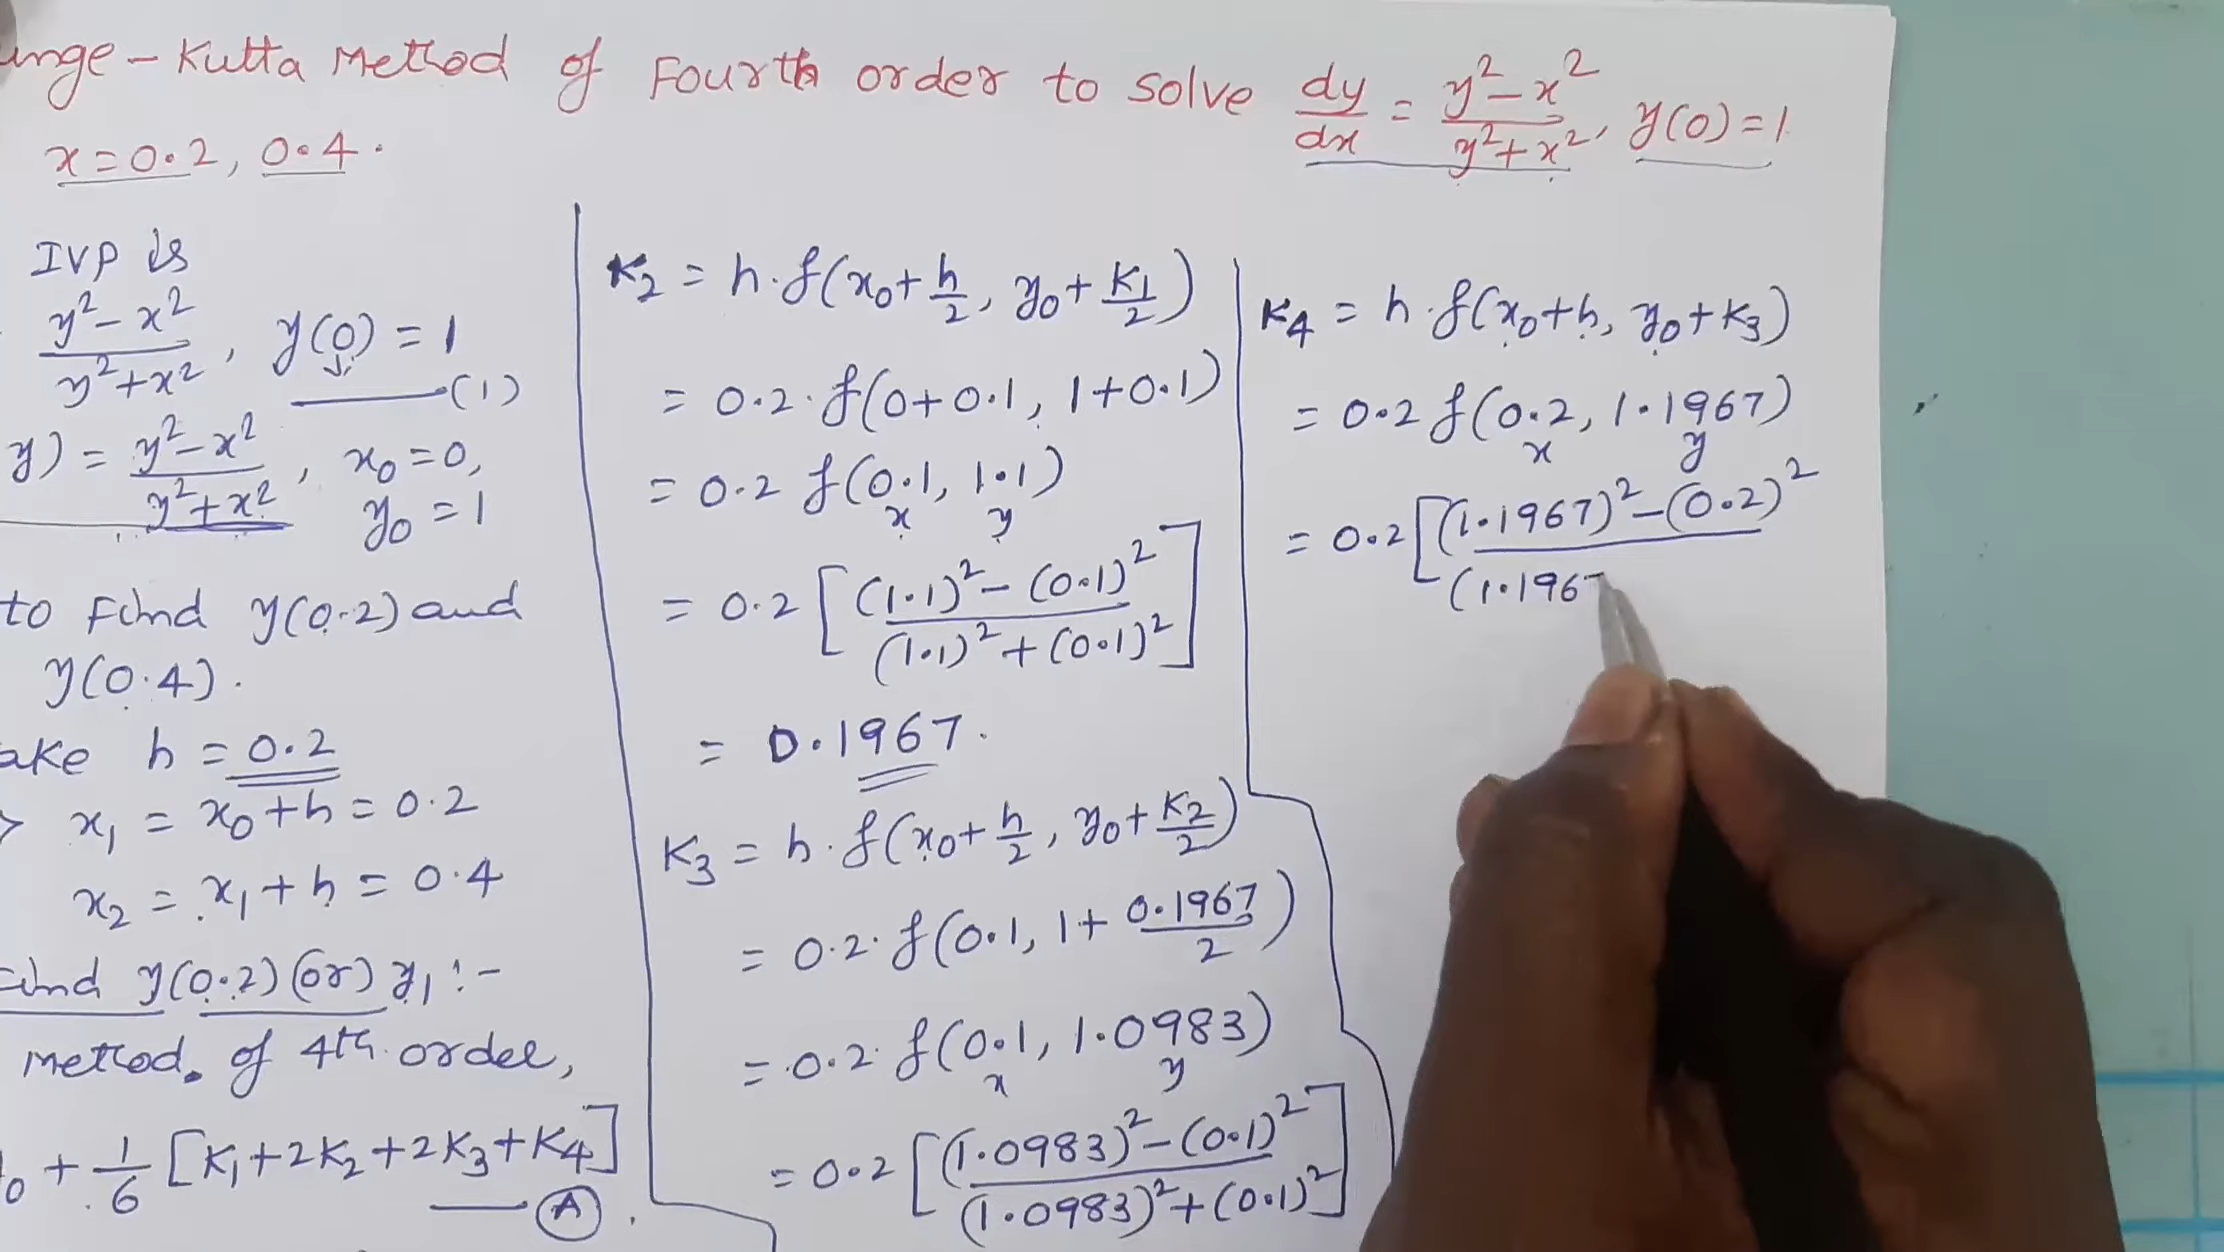 unge-Kutta Method of Fourth order to solve dy/dx = (y²-x²)/(y²+x²), y(0)=1
x=0.2, 0.4.
IVP is
(y²-x²)/(y²+x²), y(0)=1
(1)
y) = (y²-x²)/(y²+x²), x₀=0,
y₀=1
to find y(0.2) and
y(0.4).
ake h=0.2
x₁ = x₀+h=0.2
x₂ = x₁+h=0.4
ind y(0.2) (or) y₁:-
method of 4th order,
0 + 1/6 [K₁+2K₂+2K₃+K₄]
(A)
K₂ = h.f(x₀+h/2, y₀+K₁/2)
= 0.2.f(0+0.1, 1+0.1)
= 0.2 f(0.1, 1.1)
x y
= 0.2 [((1.1)²-(0.1)²)/((1.1)²+(0.1)²)]
= 0.1967.
K₃ = h.f(x₀+h/2, y₀+K₂/2)
= 0.2.f(0.1, 1+0.1967/2)
= 0.2.f(0.1, 1.0983)
x y
= 0.2 [((1.0983)²-(0.1)²)/((1.0983)²+(0.1)²)]
K₄ = h.f(x₀+h, y₀+K₃)
= 0.2 f(0.2, 1.1967)
x y
= 0.2 [(1.1967)²-(0.2)²
(1.1967